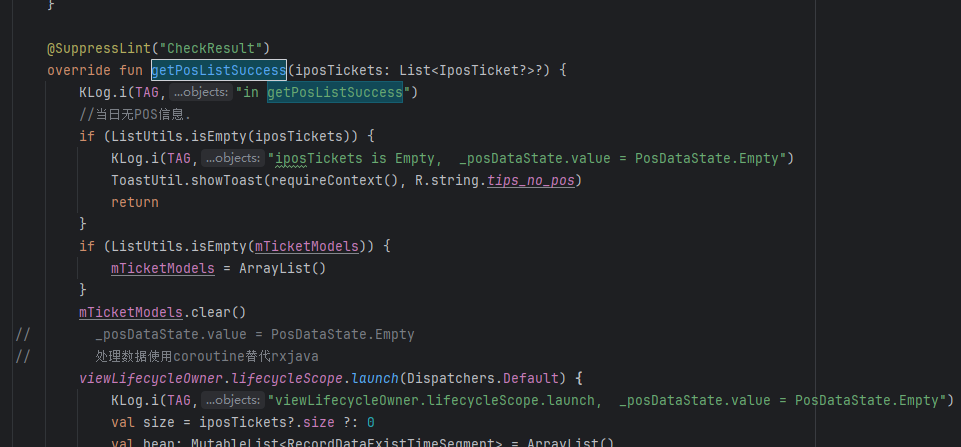 }
@SuppressLint("CheckResult")
override fun getPosListSuccess(iposTickets: List<IposTicket?>?) {
KLog.i(TAG, ...objects: "in getPosListSuccess")
//当日无POS信息.
if (ListUtils.isEmpty(iposTickets)) {
KLog.i(TAG, ...objects: "iposTickets is Empty, _posDataState.value = PosDataState.Empty")
ToastUtil.showToast(requireContext(), R.string.tips_no_pos)
return
}
if (ListUtils.isEmpty(mTicketModels)) {
mTicketModels = ArrayList()
}
mTicketModels.clear()
// _posDataState.value = PosDataState.Empty
// 处理数据使用coroutine替代rxjava
viewLifecycleOwner.lifecycleScope.launch(Dispatchers.Default) {
KLog.i(TAG, ...objects: "viewLifecycleOwner.lifecycleScope.launch, _posDataState.value = PosDataState.Empty")
val size = iposTickets?.size ?: 0
val bean: MutableList<RecordDataExistTimeSegment> = ArrayList()